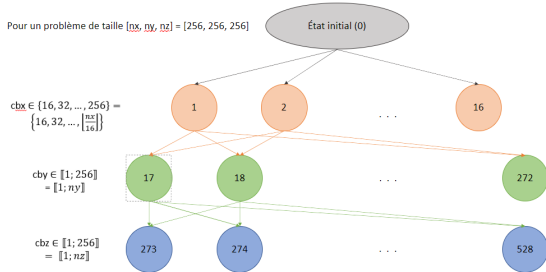 Pour un problème de taille [nx, ny, nz] = [256, 256, 256]
État initial (0)
cbx ∈ {16, 32, …, 256} =
{16, 32, …, ⌊nx/16⌋}
1
2
. . .
16
cby ∈ ⟦1; 256⟧
= ⟦1; ny⟧
17
18
. . .
272
cbz ∈ ⟦1; 256⟧
= ⟦1; nz⟧
273
274
. . .
528